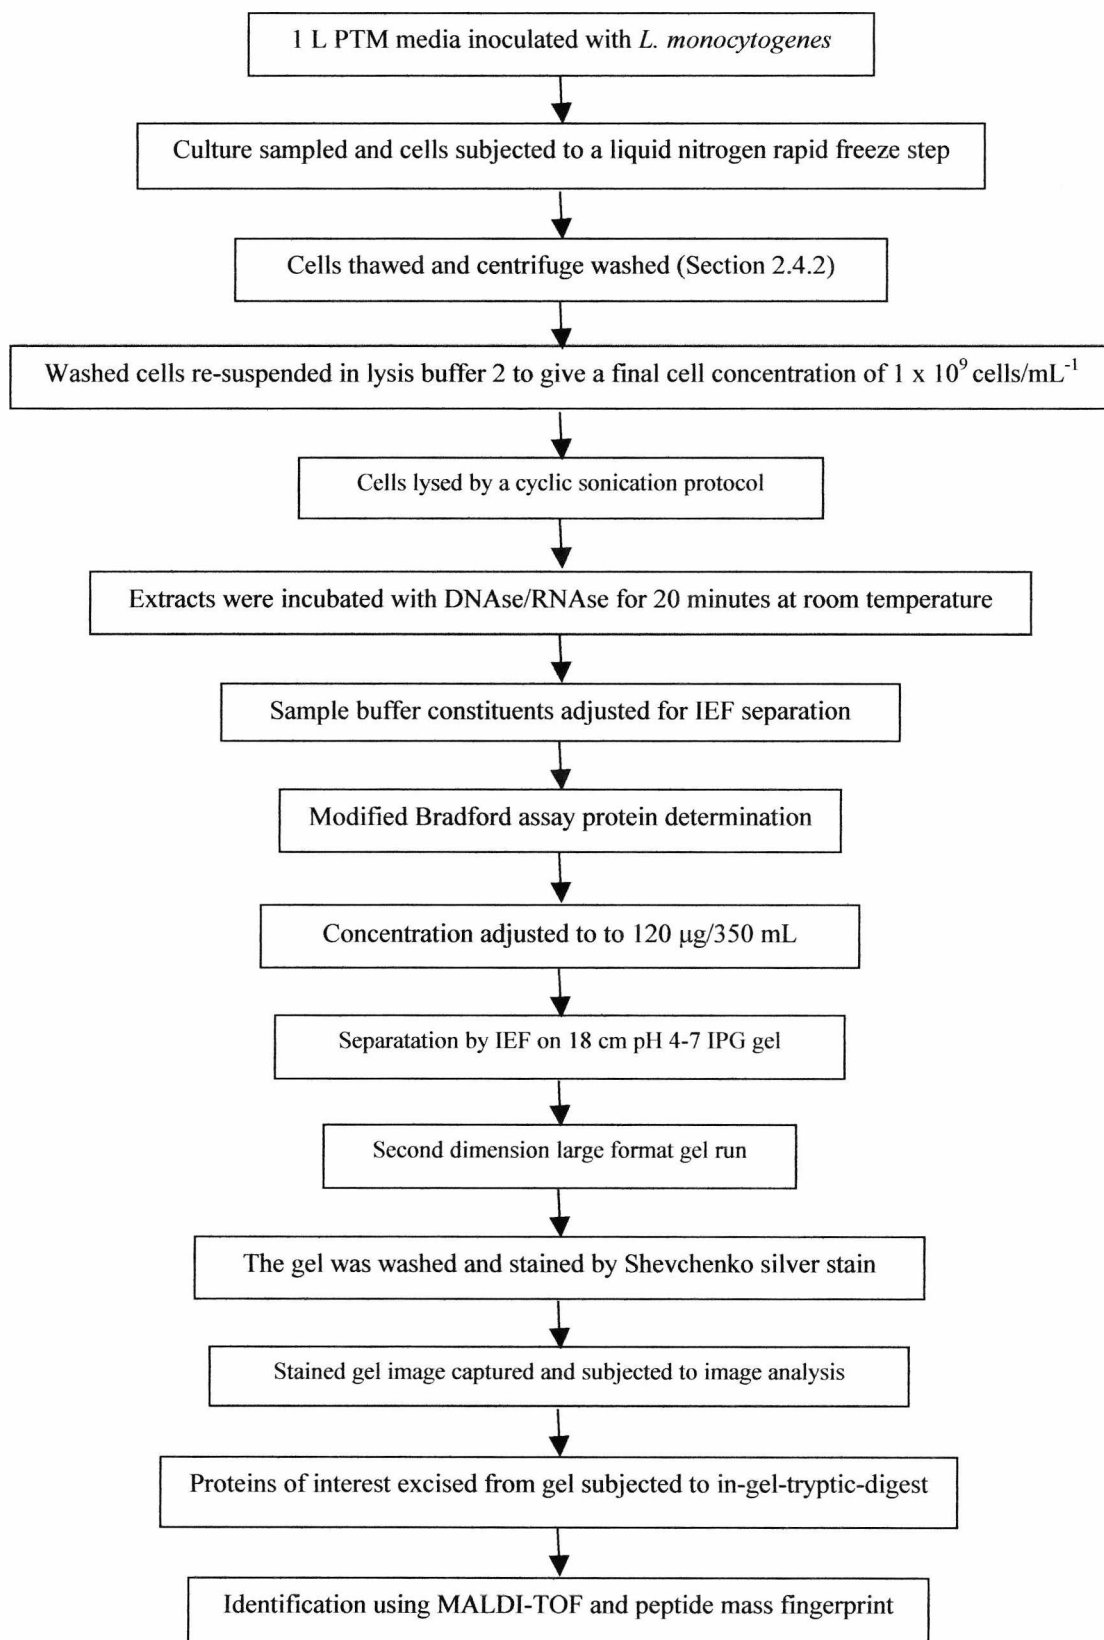 1 L PTM media inoculated with L. monocytogenes
Culture sampled and cells subjected to a liquid nitrogen rapid freeze step
Cells thawed and centrifuge washed (Section 2.4.2)
Washed cells re-suspended in lysis buffer 2 to give a final cell concentration of 1 x 10⁹ cells/mL⁻¹
Cells lysed by a cyclic sonication protocol
Extracts were incubated with DNAse/RNAse for 20 minutes at room temperature
Sample buffer constituents adjusted for IEF separation
Modified Bradford assay protein determination
Concentration adjusted to to 120 μg/350 mL
Separatation by IEF on 18 cm pH 4-7 IPG gel
Second dimension large format gel run
The gel was washed and stained by Shevchenko silver stain
Stained gel image captured and subjected to image analysis
Proteins of interest excised from gel subjected to in-gel-tryptic-digest
Identification using MALDI-TOF and peptide mass fingerprint